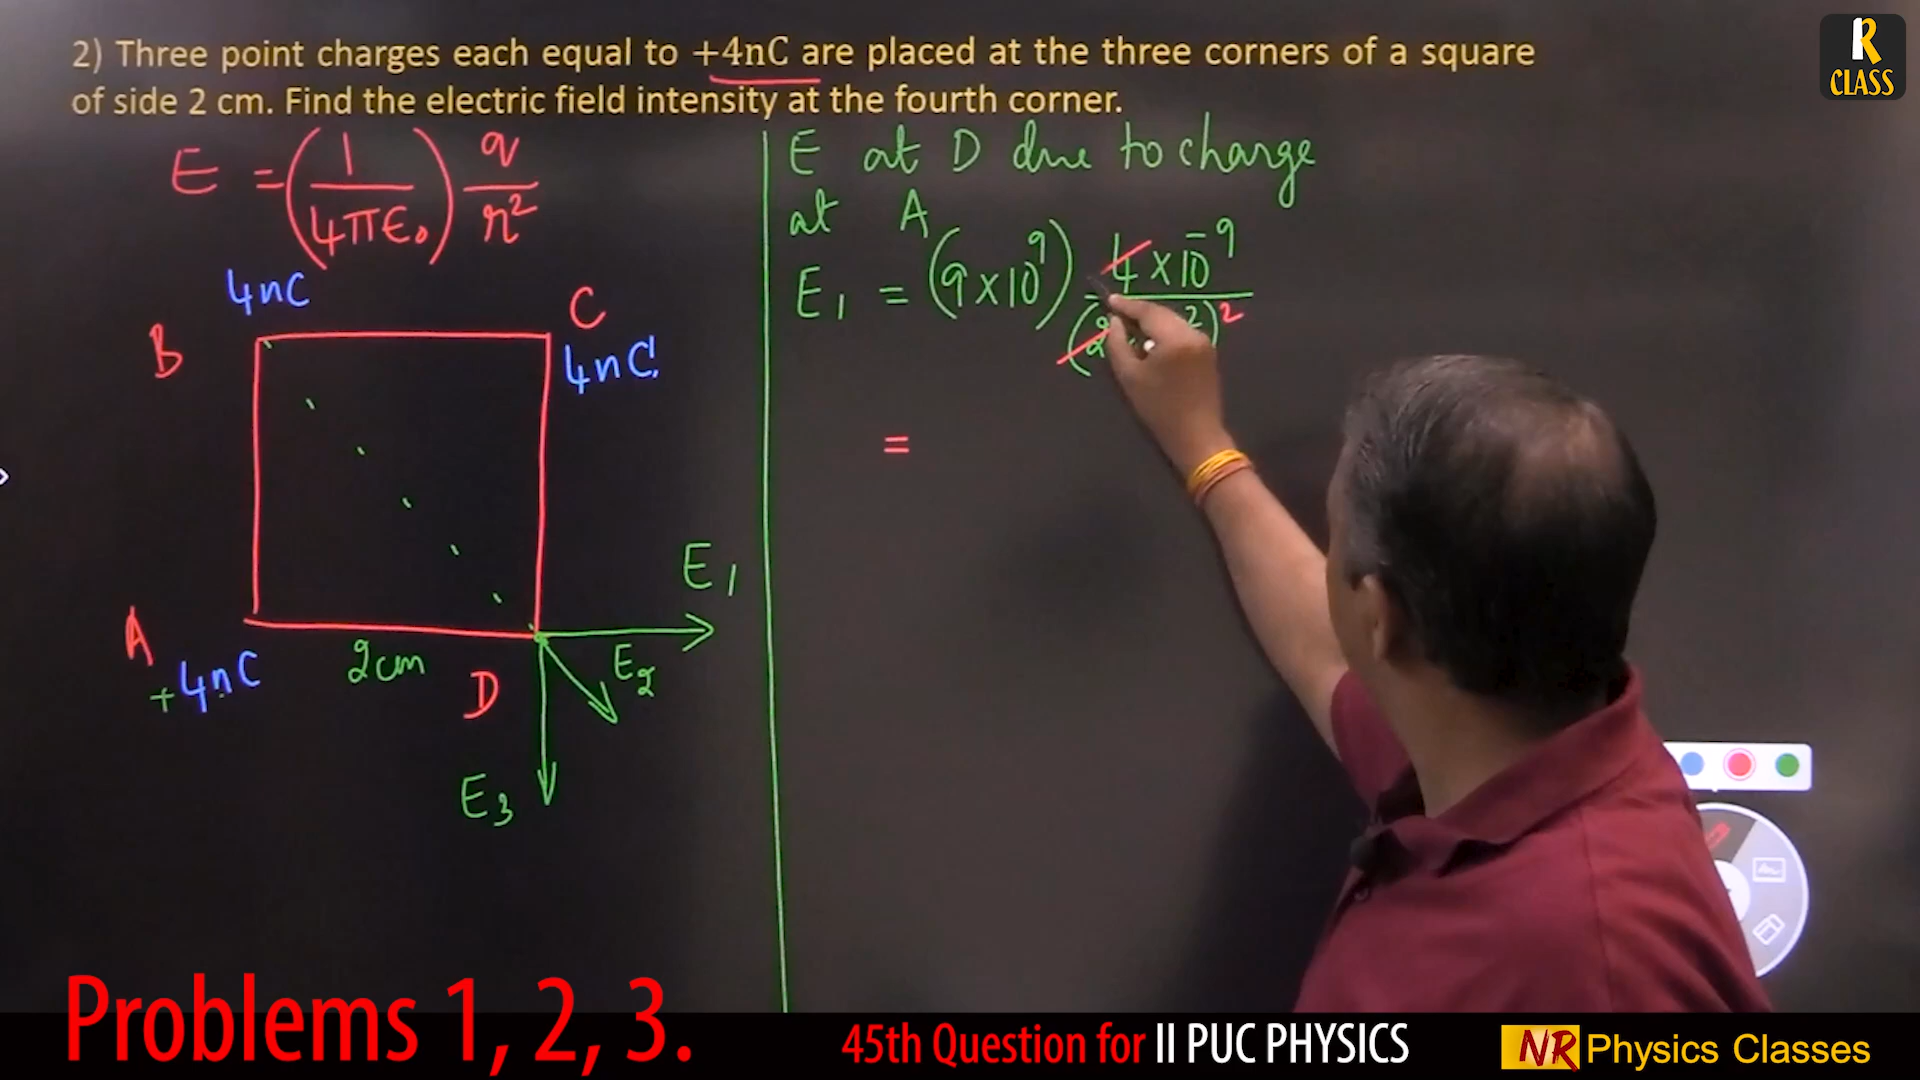 2) Three point charges each equal to +4nC are placed at the three corners of a square
of side 2 cm. Find the electric field intensity at the fourth corner.
R
CLASS
E = (1/4πϵ₀) q/r²
4nC
B
C
4nC
A
+4nC
2cm
D
E₁
E₂
E₃
E at D due to charge
at A
E₁ = (9×10⁹) 4×10⁻⁹
(2 ²)²
=
Problems 1, 2, 3.
45th Question for II PUC PHYSICS
NR Physics Classes